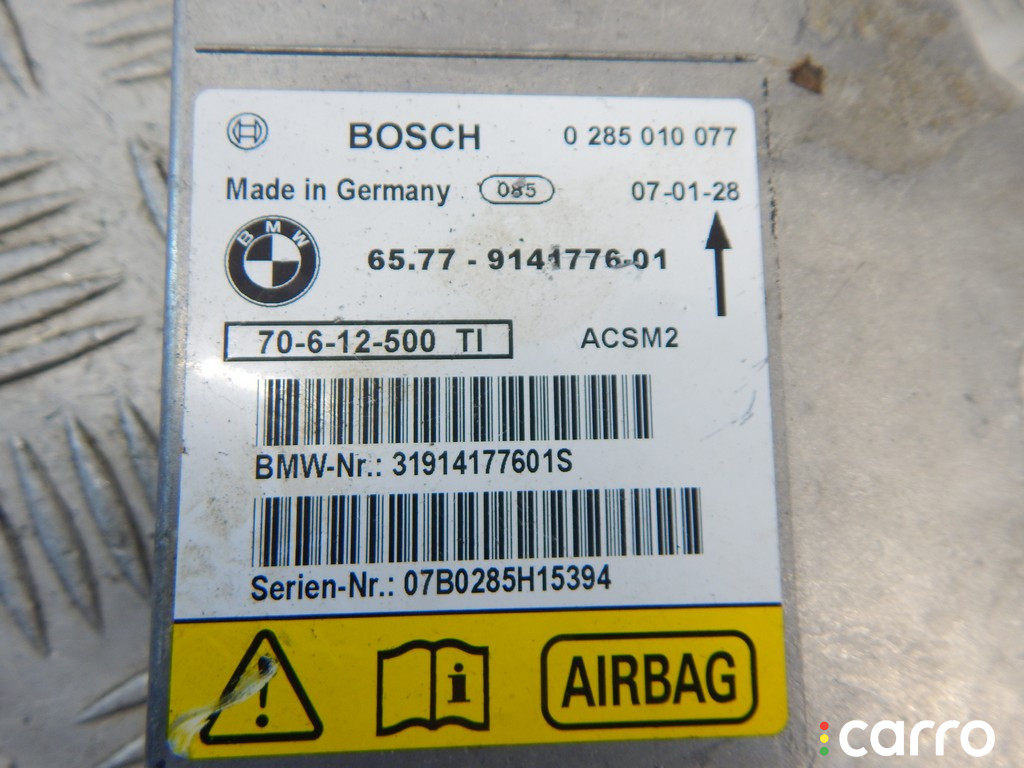 BOSCH 0 285 010 077
Made in Germany 085 07-01-28
BMW 65.77 - 9141776-01
70-6-12-500 TI ACSM2
BMW-Nr.: 31914177601S
Serien-Nr.: 07B0285H15394
! i AIRBAG
carro